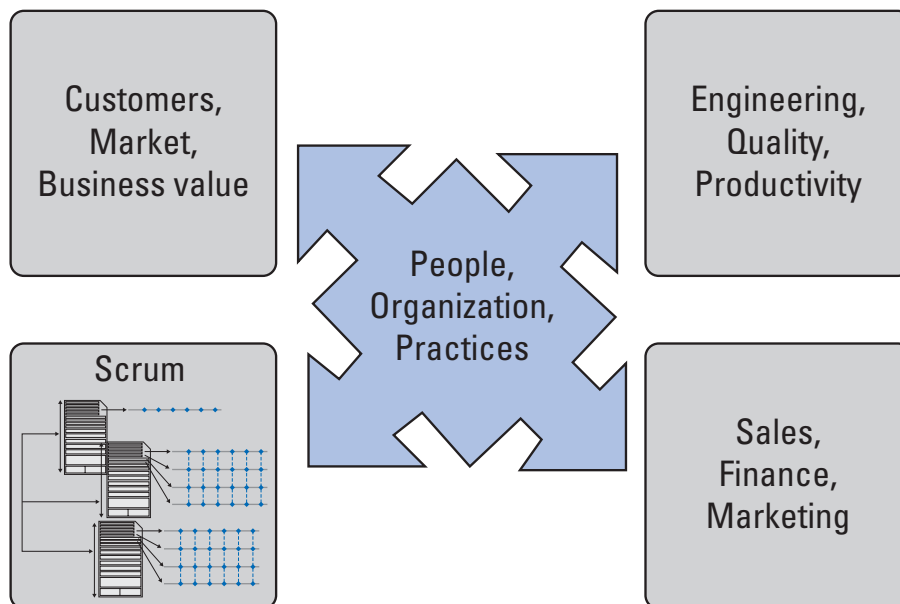 Customers,
Market,
Business value
Engineering,
Quality,
Productivity
People,
Organization,
Practices
Scrum
Sales,
Finance,
Marketing